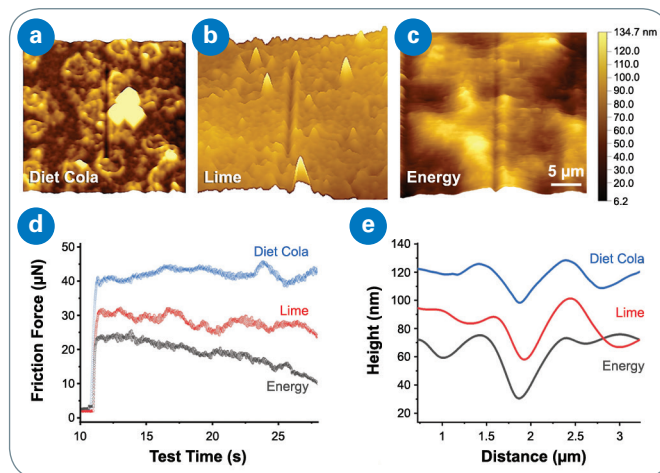 a
b
c
Diet Cola
Lime
Energy
5 µm
134.7 nm
120.0
110.0
100.0
90.0
80.0
70.0
60.0
50.0
40.0
30.0
20.0
6.2
d
50
40
30
20
10
0
Friction Force (µN)
Diet Cola
Lime
Energy
10
15
20
25
Test Time (s)
e
140
120
100
80
60
40
20
Height (nm)
Diet Cola
Lime
Energy
1.0
1.5
2.0
2.5
3.0
Distance (µm)